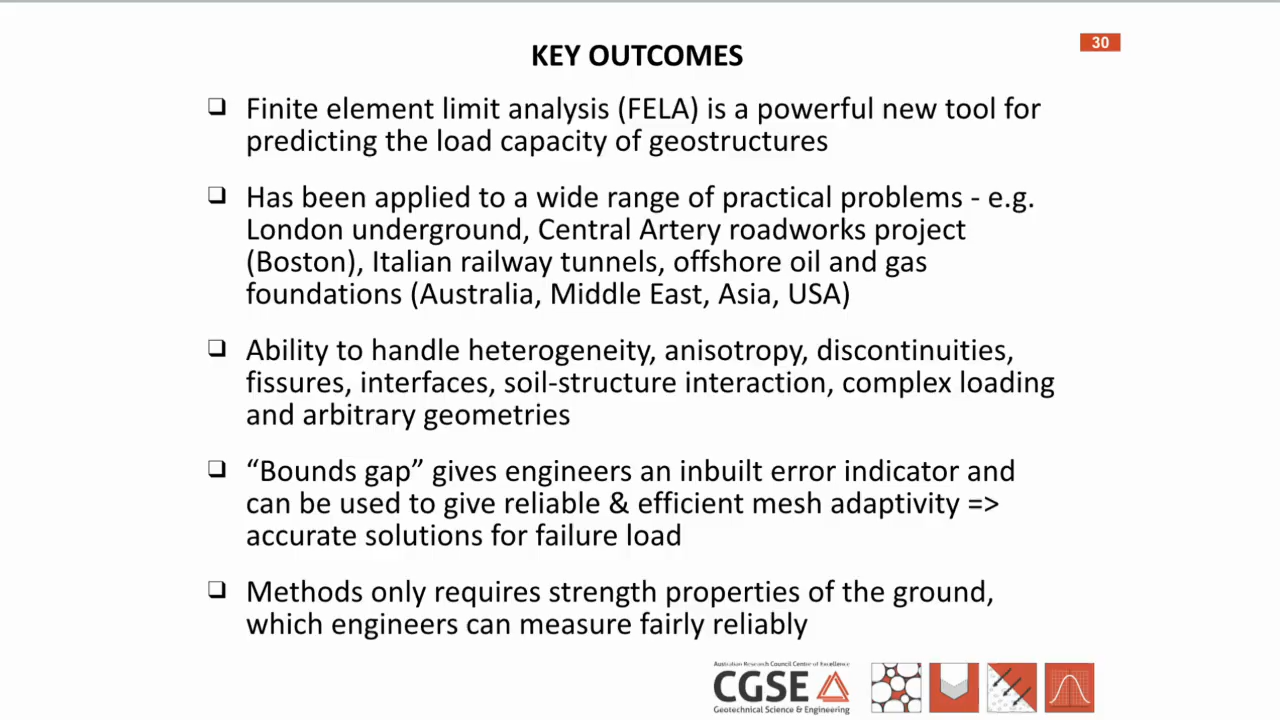 30
KEY OUTCOMES
❑ Finite element limit analysis (FELA) is a powerful new tool for
predicting the load capacity of geostructures
❑ Has been applied to a wide range of practical problems - e.g.
London underground, Central Artery roadworks project
(Boston), Italian railway tunnels, offshore oil and gas
foundations (Australia, Middle East, Asia, USA)
❑ Ability to handle heterogeneity, anisotropy, discontinuities,
fissures, interfaces, soil-structure interaction, complex loading
and arbitrary geometries
❑ “Bounds gap” gives engineers an inbuilt error indicator and
can be used to give reliable & efficient mesh adaptivity =>
accurate solutions for failure load
❑ Methods only requires strength properties of the ground,
which engineers can measure fairly reliably
Australian Research Council Centre of Excellence
CGSE
Geotechnical Science & Engineering